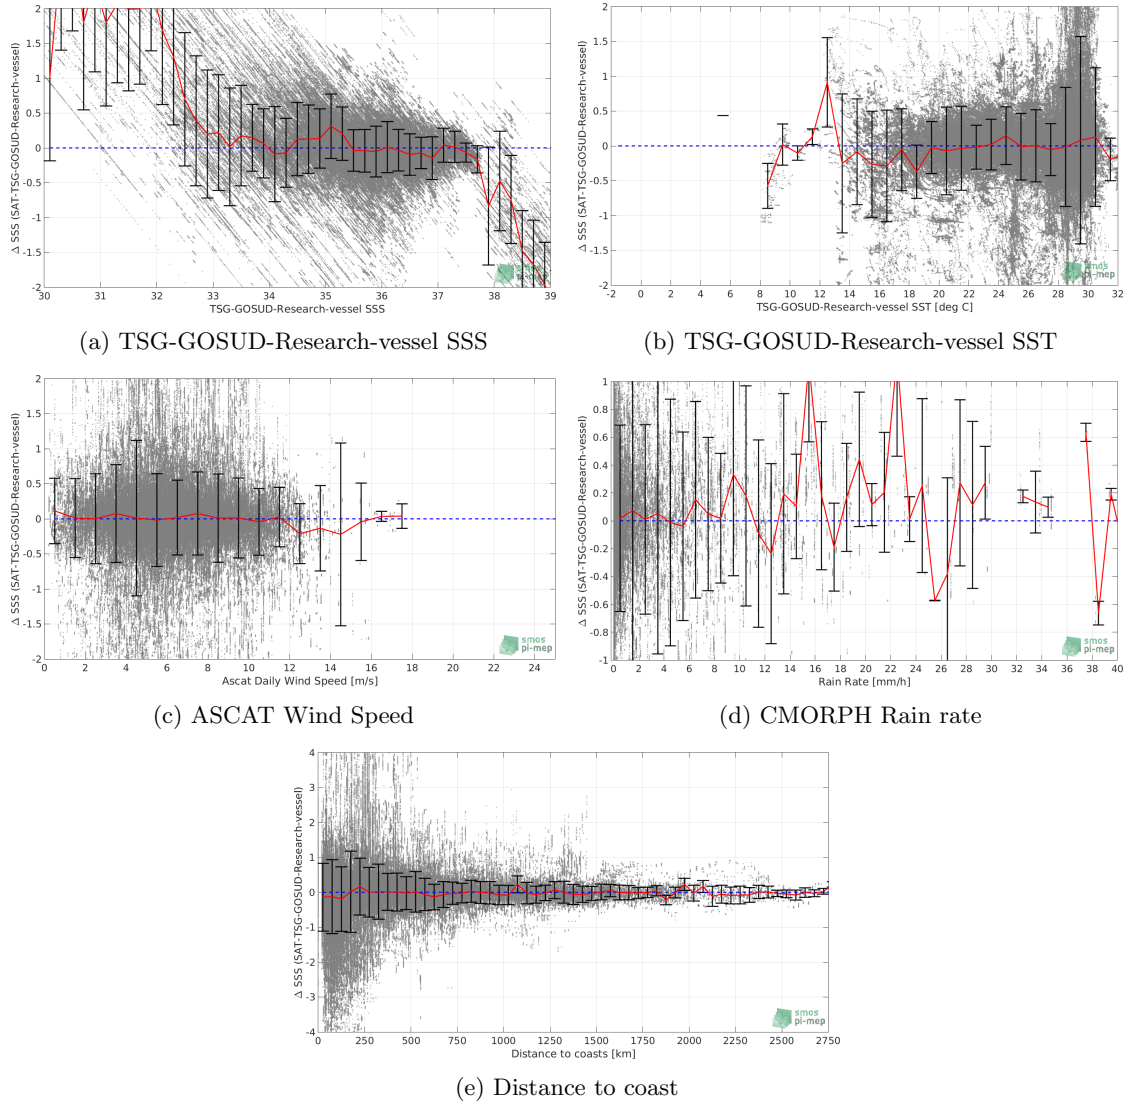 2
1.5
1
0.5
0
-0.5
-1
-1.5
-2
Δ SSS (SAT-TSG-GOSUD-Research-vessel)
30 31 32 33 34 35 36 37 38 39
TSG-GOSUD-Research-vessel SSS
smos
pi-mep
(a) TSG-GOSUD-Research-vessel SSS
2
1.5
1
0.5
0
-0.5
-1
-1.5
-2
Δ SSS (SAT-TSG-GOSUD-Research-vessel)
-2 0 2 4 6 8 10 12 14 16 18 20 22 24 26 28 30 32
TSG-GOSUD-Research-vessel SST [deg C]
smos
pi-mep
(b) TSG-GOSUD-Research-vessel SST
2
1.5
1
0.5
0
-0.5
-1
-1.5
-2
Δ SSS (SAT-TSG-GOSUD-Research-vessel)
0 2 4 6 8 10 12 14 16 18 20 22 24
Ascat Daily Wind Speed [m/s]
smos
pi-mep
(c) ASCAT Wind Speed
1
0.8
0.6
0.4
0.2
0
-0.2
-0.4
-0.6
-0.8
-1
Δ SSS (SAT-TSG-GOSUD-Research-vessel)
0 2 4 6 8 10 12 14 16 18 20 22 24 26 28 30 32 34 36 38 40
Rain Rate [mm/h]
smos
pi-mep
(d) CMORPH Rain rate
4
3
2
1
0
-1
-2
-3
-4
Δ SSS (SAT-TSG-GOSUD-Research-vessel)
0 250 500 750 1000 1250 1500 1750 2000 2250 2500 2750
Distance to coasts [km]
smos
pi-mep
(e) Distance to coast